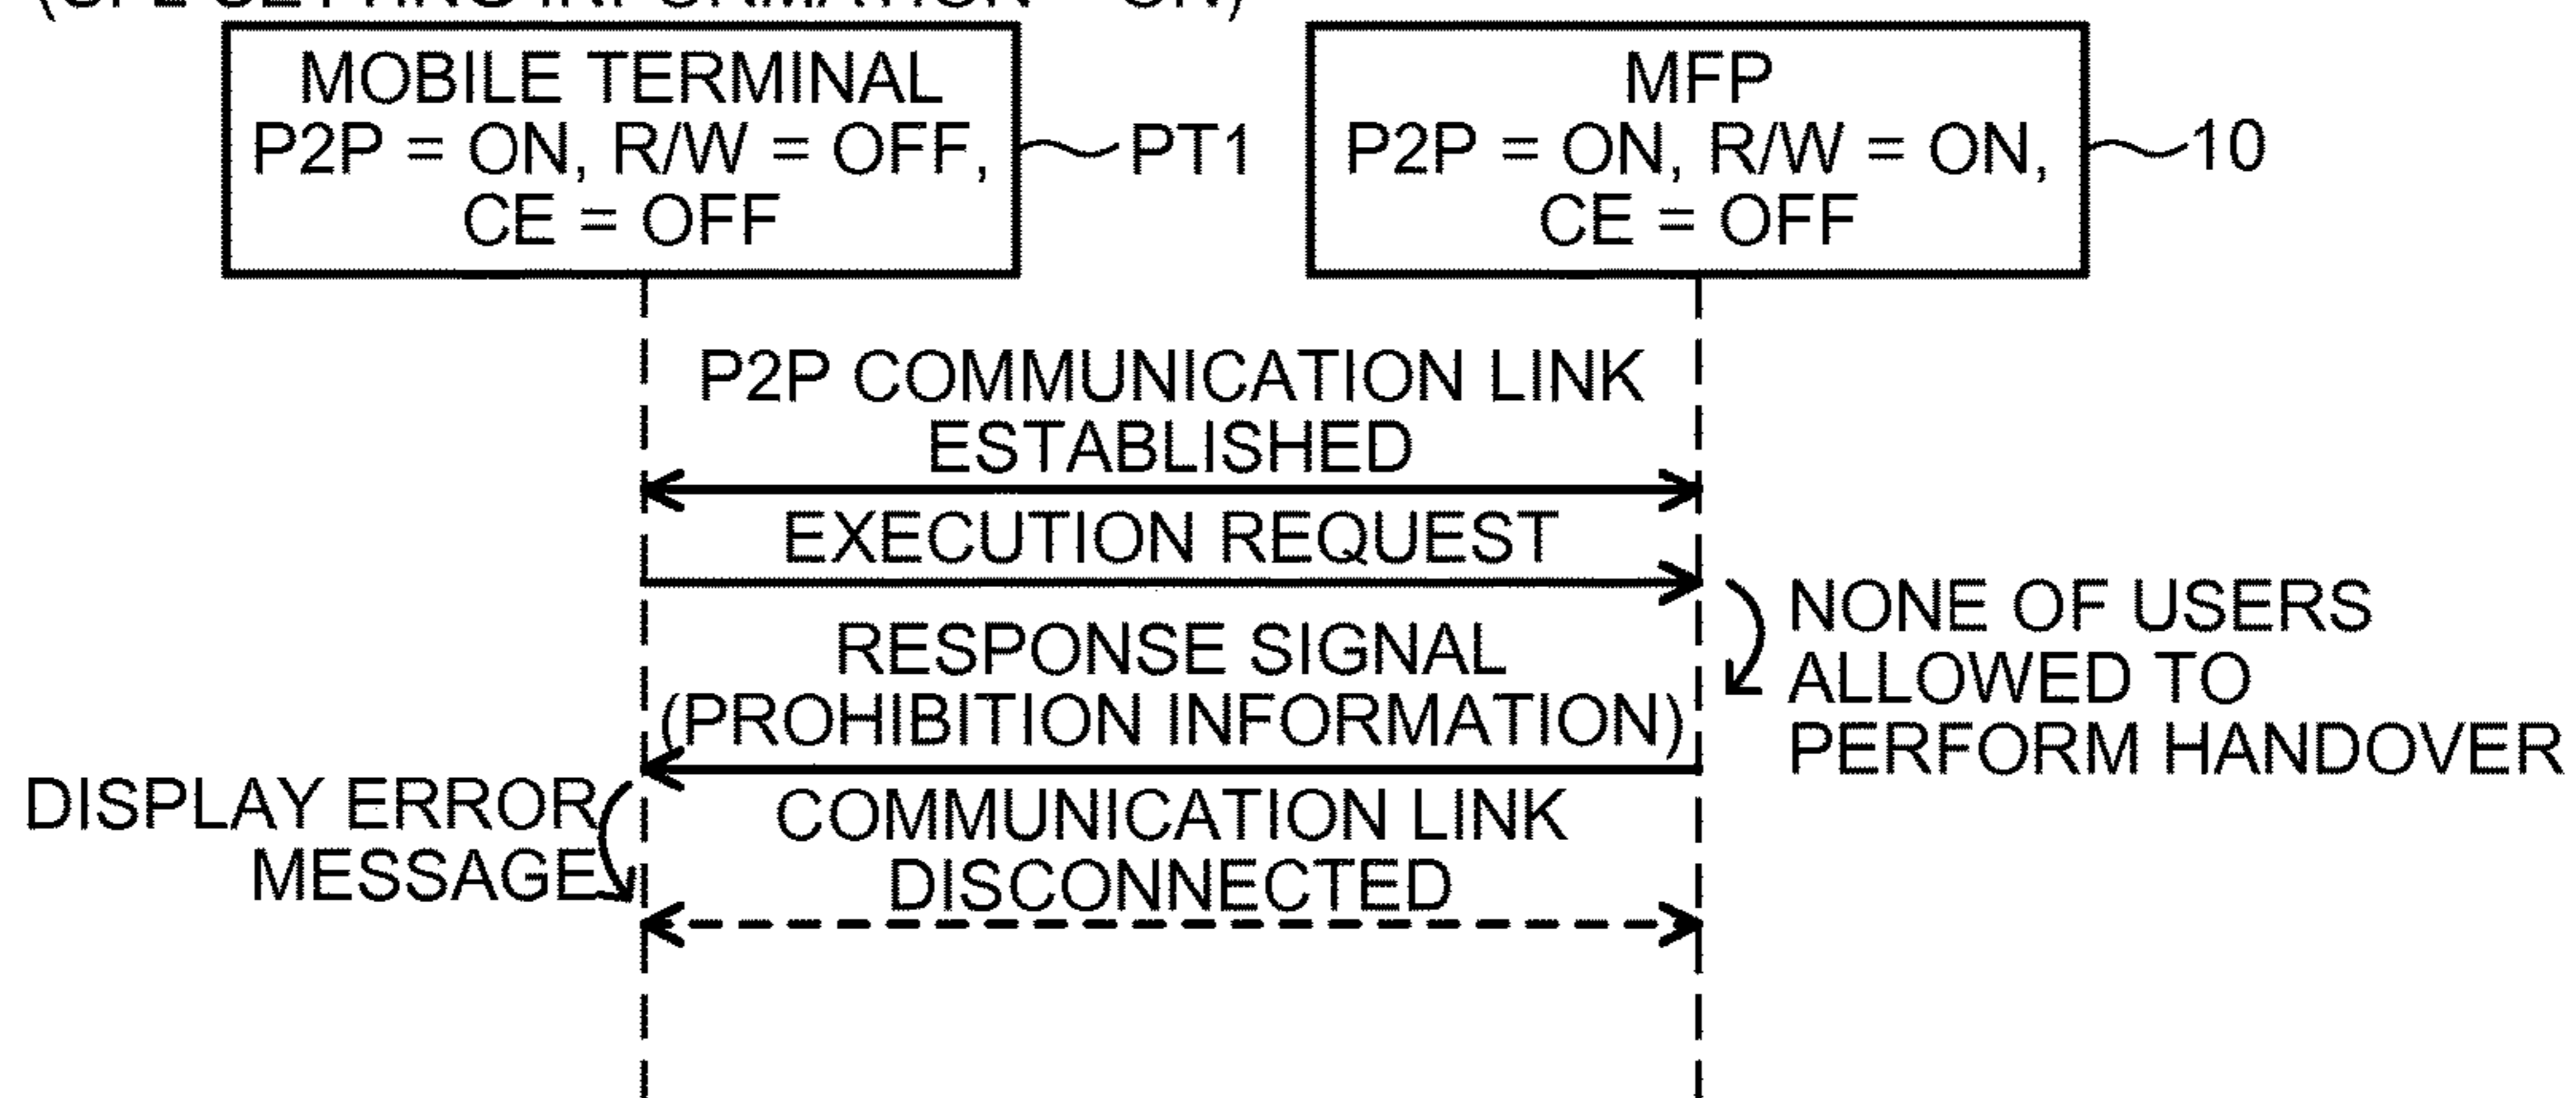 MOBILE TERMINAL
P2P = ON, R/W = OFF,
CE = OFF
PT1
MFP
P2P = ON, R/W = ON,
CE = OFF
10
P2P COMMUNICATION LINK
ESTABLISHED
EXECUTION REQUEST
NONE OF USERS
ALLOWED TO
PERFORM HANDOVER
RESPONSE SIGNAL
(PROHIBITION INFORMATION)
DISPLAY ERROR
MESSAGE
COMMUNICATION LINK
DISCONNECTED